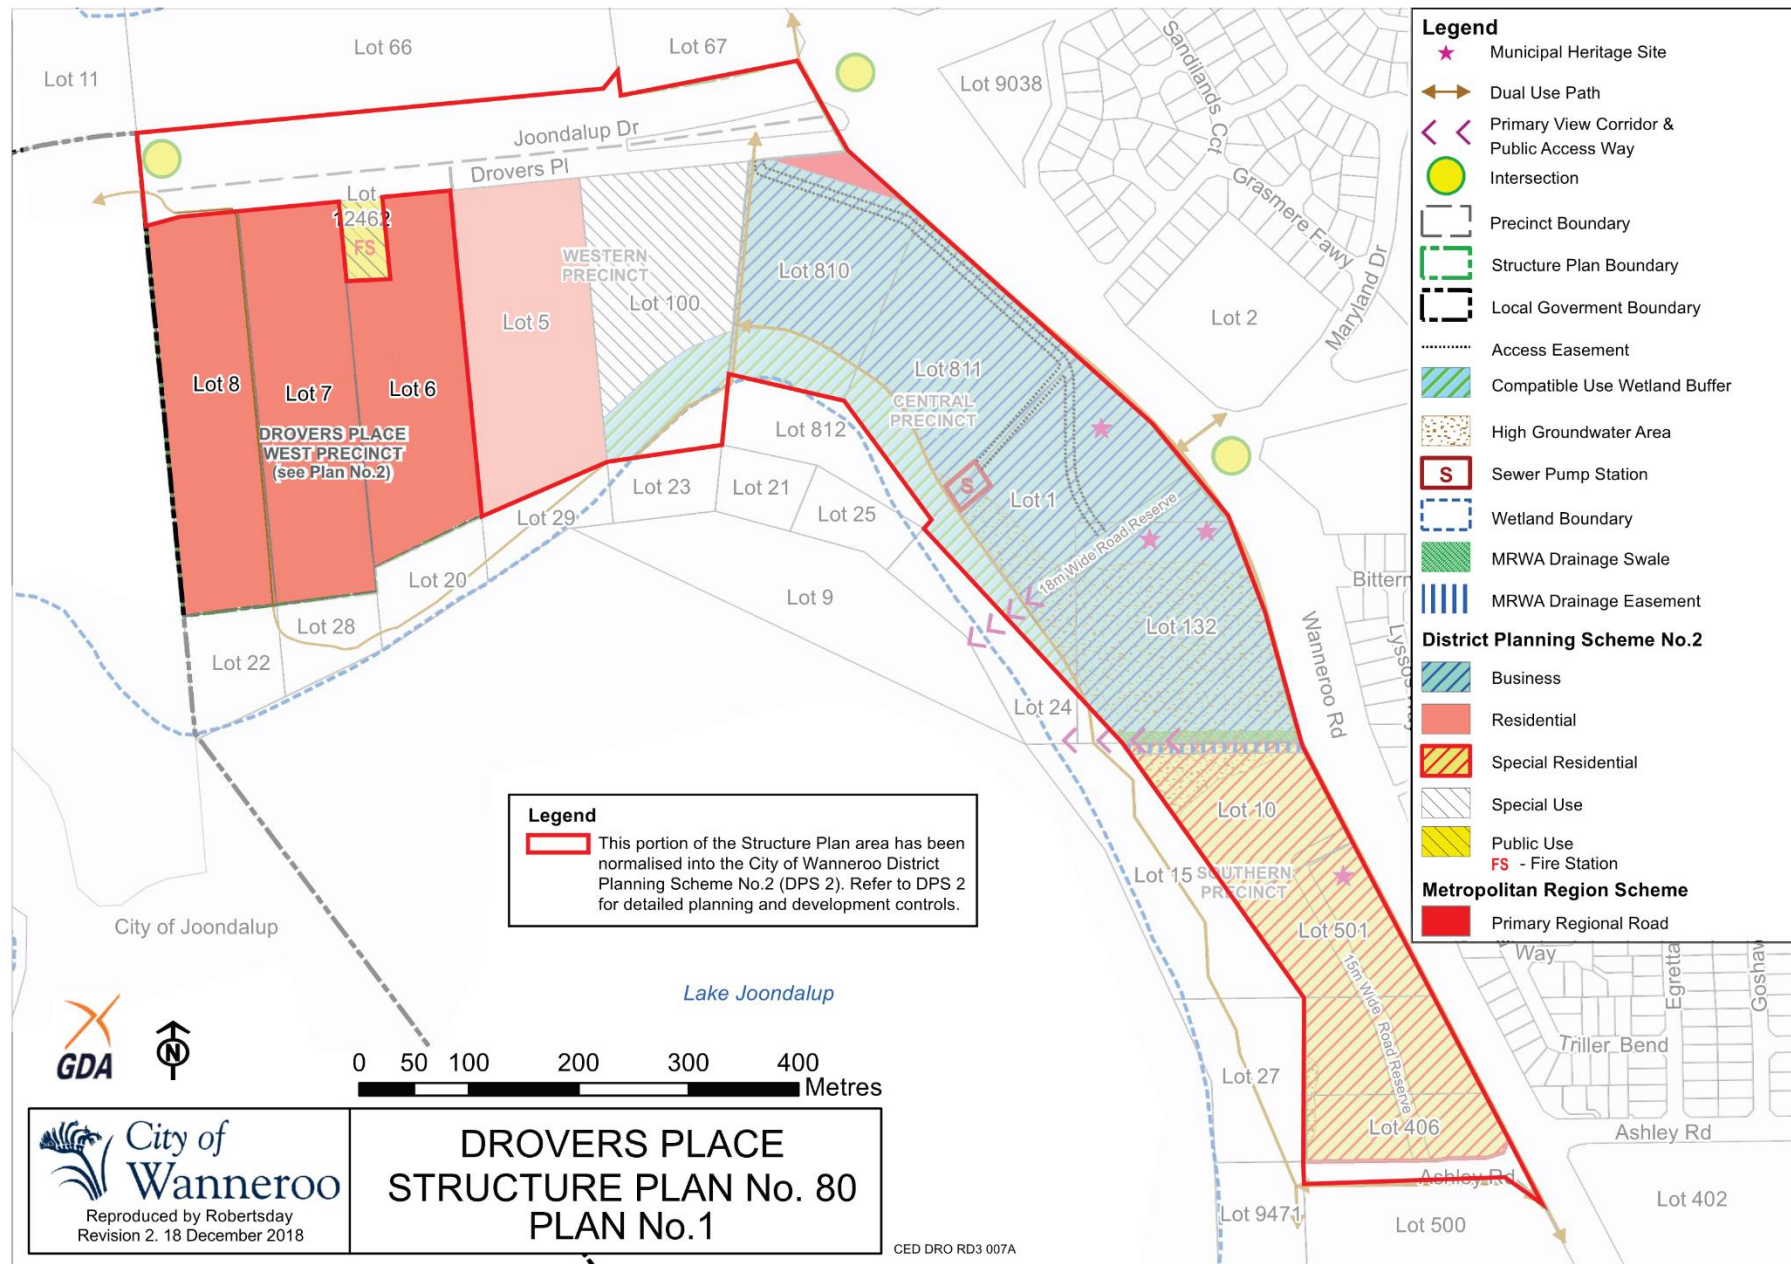 Lot 66
Lot 67
Lot 11
Lot 9038
Sandilands Cct
Joondalup Dr
Drovers Pl
Grasmere Fawy
Maryland Dr
Lot
12462
FS
WESTERN
PRECINCT
Lot 810
Lot 100
Lot 5
Lot 2
Lot 8
Lot 7
Lot 6
Lot 811
CENTRAL
PRECINCT
DROVERS PLACE
WEST PRECINCT
(see Plan No.2)
Lot 812
Lot 23
Lot 21
Lot 25
S
Lot 1
18m Wide Road Reserve
Lot 29
Lot 20
Lot 9
Lot 28
Lot 22
Lot 132
Bittern
Wanneroo Rd
Lot 24
Lot 10
Lot 15
SOUTHERN
PRECINCT
Lot 501
15m Wide Road Reserve
Way
Egretta
Goshaw
Triller Bend
Lot 27
Lot 406
Ashley Rd
Ashley Rd
Lot 402
Lot 9471
Lot 500
City of Joondalup
Lake Joondalup
Legend
This portion of the Structure Plan area has been
normalised into the City of Wanneroo District
Planning Scheme No.2 (DPS 2). Refer to DPS 2
for detailed planning and development controls.
GDA
N
0 50 100 200 300 400
Metres
City of
Wanneroo
Reproduced by Robertsday
Revision 2. 18 December 2018
DROVERS PLACE
STRUCTURE PLAN No. 80
PLAN No.1
CED DRO RD3 007A
Legend
Municipal Heritage Site
Dual Use Path
Primary View Corridor &
Public Access Way
Intersection
Precinct Boundary
Structure Plan Boundary
Local Goverment Boundary
Access Easement
Compatible Use Wetland Buffer
High Groundwater Area
S Sewer Pump Station
Wetland Boundary
MRWA Drainage Swale
MRWA Drainage Easement
District Planning Scheme No.2
Business
Residential
Special Residential
Special Use
Public Use
FS - Fire Station
Metropolitan Region Scheme
Primary Regional Road